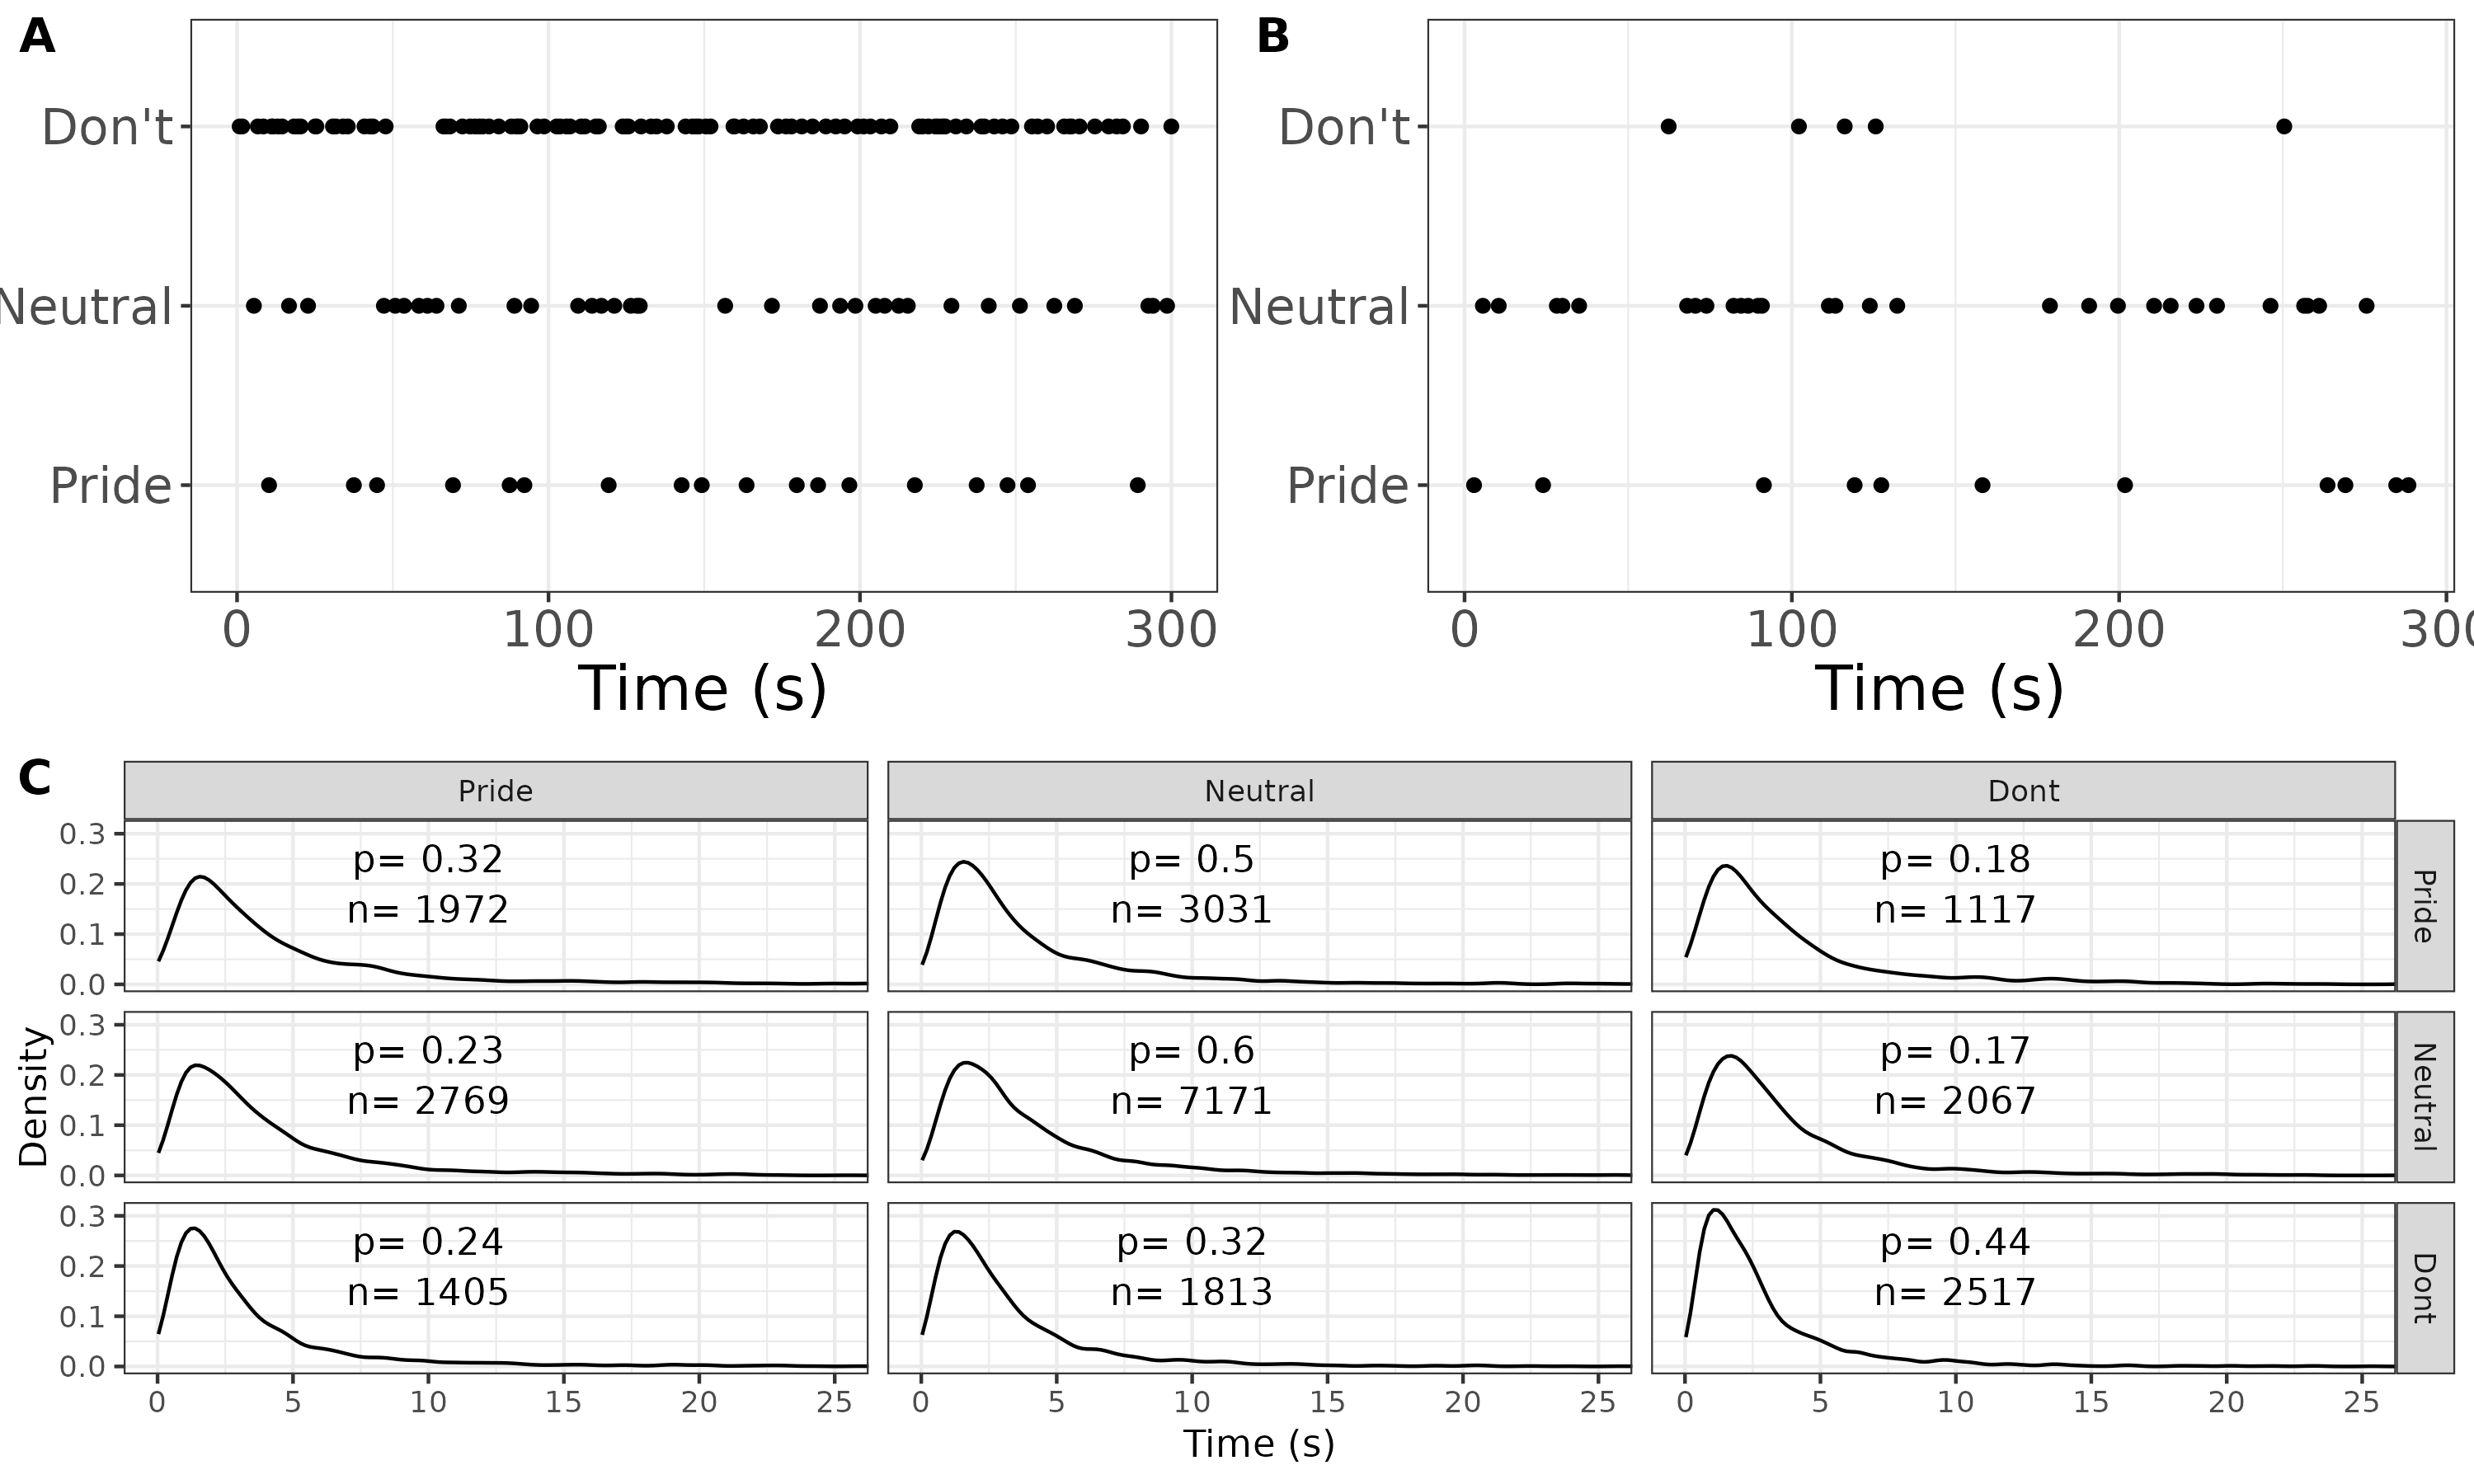 A
B
Don't
Neutral
Pride
0 100 200 300
Time (s)
Don't
Neutral
Pride
0 100 200 300
Time (s)
C
Pride Neutral Dont
0.3
0.2
0.1
0.0
p= 0.32
n= 1972
p= 0.5
n= 3031
p= 0.18
n= 1117
Pride
Density
0.3
0.2
0.1
0.0
p= 0.23
n= 2769
p= 0.6
n= 7171
p= 0.17
n= 2067
Neutral
0.3
0.2
0.1
0.0
p= 0.24
n= 1405
p= 0.32
n= 1813
p= 0.44
n= 2517
Dont
0 5 10 15 20 25
0 5 10 15 20 25
0 5 10 15 20 25
Time (s)